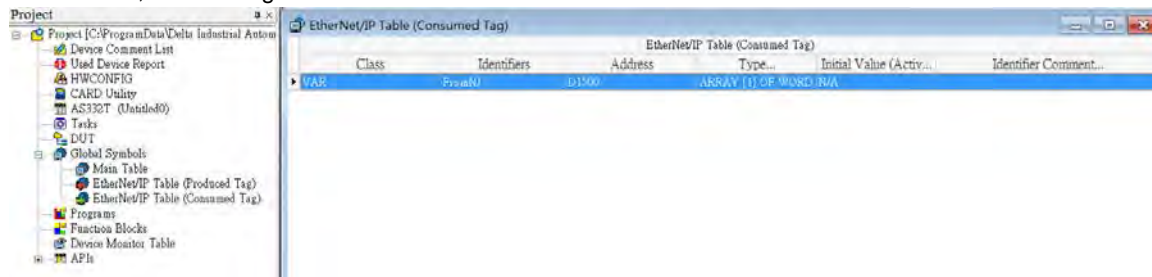 Project
Project [C:\ProgramData\Delta Industrial Autom
Device Comment List
Used Device Report
HWCONFIG
CARD Utility
AS332T (Untitled0)
Tasks
DUT
Global Symbols
Main Table
EtherNet/IP Table (Produced Tag)
EtherNet/IP Table (Consumed Tag)
Programs
Function Blocks
Device Monitor Table
APIs
EtherNet/IP Table (Consumed Tag)
EtherNet/IP Table (Consumed Tag)
Class Identifiers Address Type... Initial Value (Activ... Identifier Comment...
VAR FromNJ D1500 ARRAY [1] OF WORD N/A